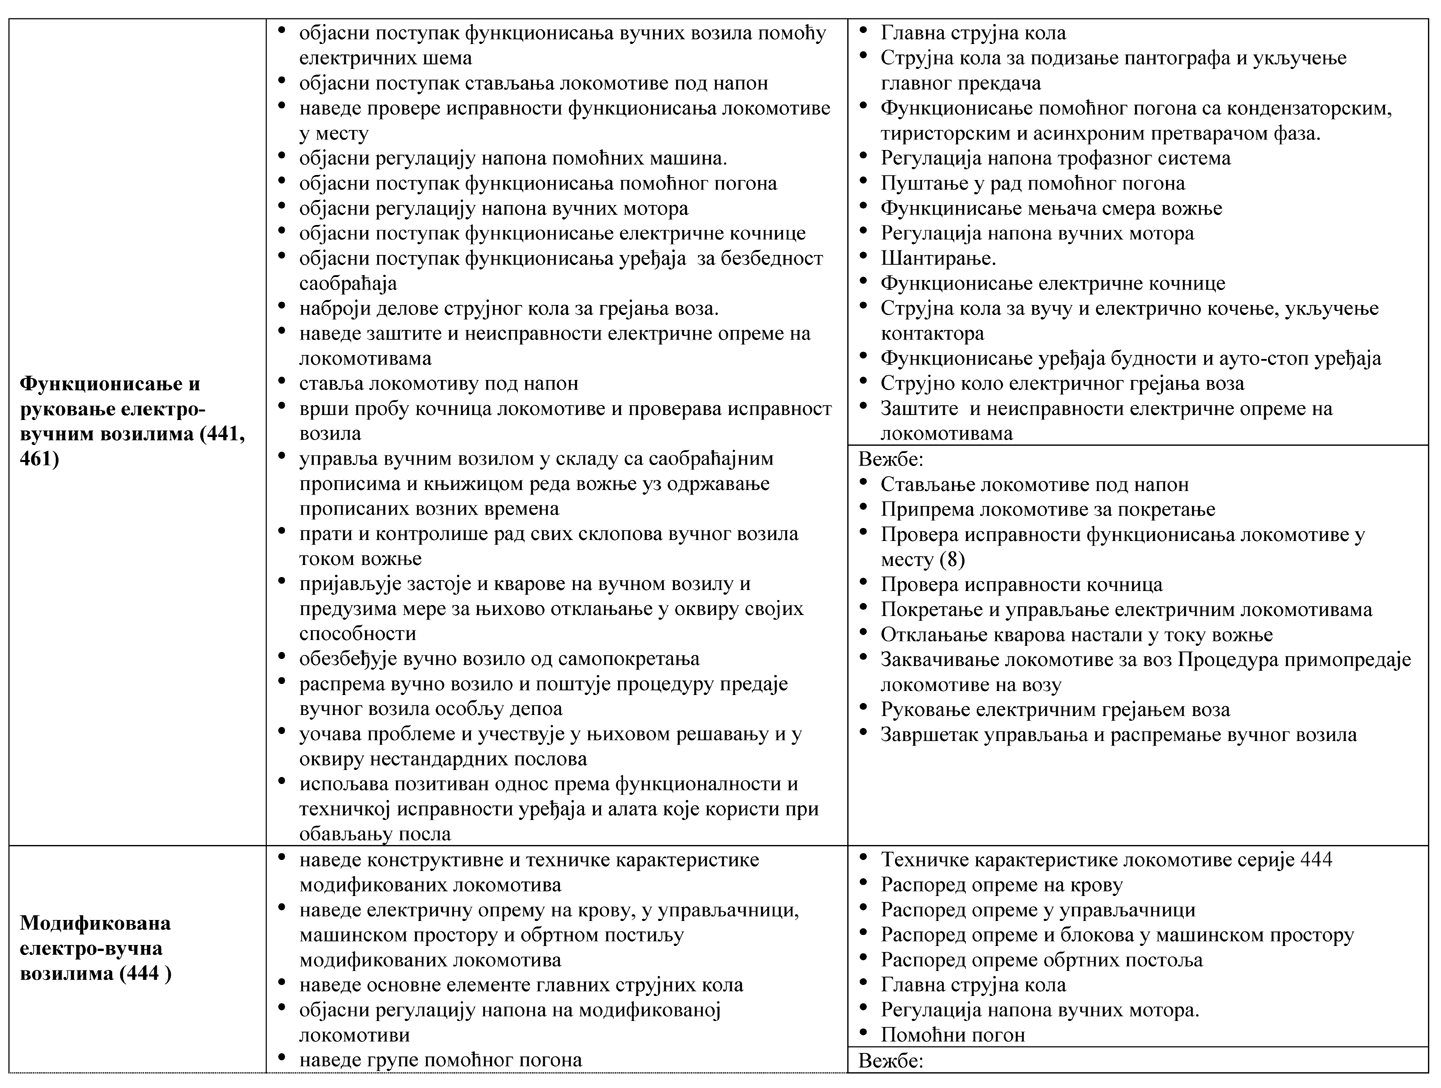 Функционисање и
руковање електро-
вучним возилима (441,
461)
• објасни поступак функционисања вучних возила помоћу
електричних шема
• објасни поступак стављања локомотиве под напон
• наведе провере исправности функционисања локомотиве
у месту
• објасни регулацију напона помоћних машина.
• објасни поступак функционисања помоћног погона
• објасни регулацију напона вучних мотора
• објасни поступак функционисање електричне кочнице
• објасни поступак функционисања уређаја за безбедност
саобраћаја
• наброји делове струјног кола за грејања воза.
• наведе заштите и неисправности електричне опреме на
локомотивама
• ставља локомотиву под напон
• врши пробу кочница локомотиве и проверава исправност
возила
• управља вучним возилом у складу са саобраћајним
прописима и књижицом реда вожње уз одржавање
прописаних возних времена
• прати и контролише рад свих склопова вучног возила
током вожње
• пријављује застоје и кварове на вучном возилу и
предузима мере за њихово отклањање у оквиру својих
способности
• обезбеђује вучно возило од самопокретања
• распрема вучно возило и поштује процедуру предаје
вучног возила особљу депоа
• уочава проблеме и учествује у њиховом решавању и у
оквиру нестандардних послова
• испољава позитиван однос према функционалности и
техничкој исправности уређаја и алата које користи при
обављању посла
• Главна струјна кола
• Струјна кола за подизање пантографа и укључење
главног прекдача
• Функционисање помоћног погона са кондензаторским,
тиристорским и асинхроним претварачом фаза.
• Регулација напона трофазног система
• Пуштање у рад помоћног погона
• Функцинисање мењача смера вожње
• Регулација напона вучних мотора
• Шантирање.
• Функционисање електричне кочнице
• Струјна кола за вучу и електрично кочење, укључење
контактора
• Функционисање уређаја будности и ауто-стоп уређаја
• Струјно коло електричног грејања воза
• Заштите и неисправности електричне опреме на
локомотивама
Вежбе:
• Стављање локомотиве под напон
• Припрема локомотиве за покретање
• Провера исправности функционисања локомотиве у
месту (8)
• Провера исправности кочница
• Покретање и управљање електричним локомотивама
• Отклањање кварова настали у току вожње
• Заквачивање локомотиве за воз Процедура примопредаје
локомотиве на возу
• Руковање електричним грејањем воза
• Завршетак управљања и распремање вучног возила
Модификована
електро-вучна
возилима (444 )
• наведе конструктивне и техничке карактеристике
модификованих локомотива
• наведе електричну опрему на крову, у управљачници,
машинском простору и обртном постиљу
модификованих локомотива
• наведе основне елементе главних струјних кола
• објасни регулацију напона на модификованој
локомотиви
• наведе групе помоћног погона
• Техничке карактеристике локомотиве серије 444
• Распоред опреме на крову
• Распоред опреме у управљачници
• Распоред опреме и блокова у машинском простору
• Распоред опреме обртних постоља
• Главна струјна кола
• Регулација напона вучних мотора.
• Помоћни погон
Вежбе: